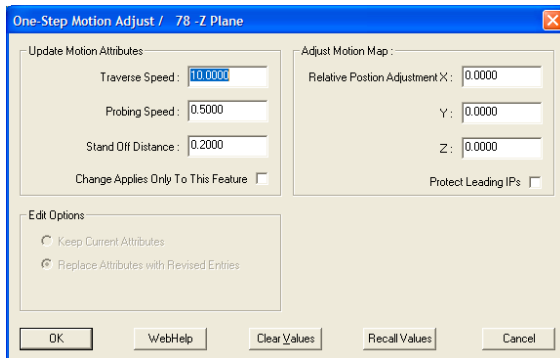 One-Step Motion Adjust / 78 -Z Plane
Update Motion Attributes
Traverse Speed : 10.0000
Probing Speed : 0.5000
Stand Off Distance : 0.2000
Change Applies Only To This Feature
Adjust Motion Map :
Relative Postion Adjustment X : 0.0000
Y : 0.0000
Z : 0.0000
Protect Leading IPs
Edit Options
Keep Current Attributes
Replace Attributes with Revised Entries
OK WebHelp Clear Values Recall Values Cancel